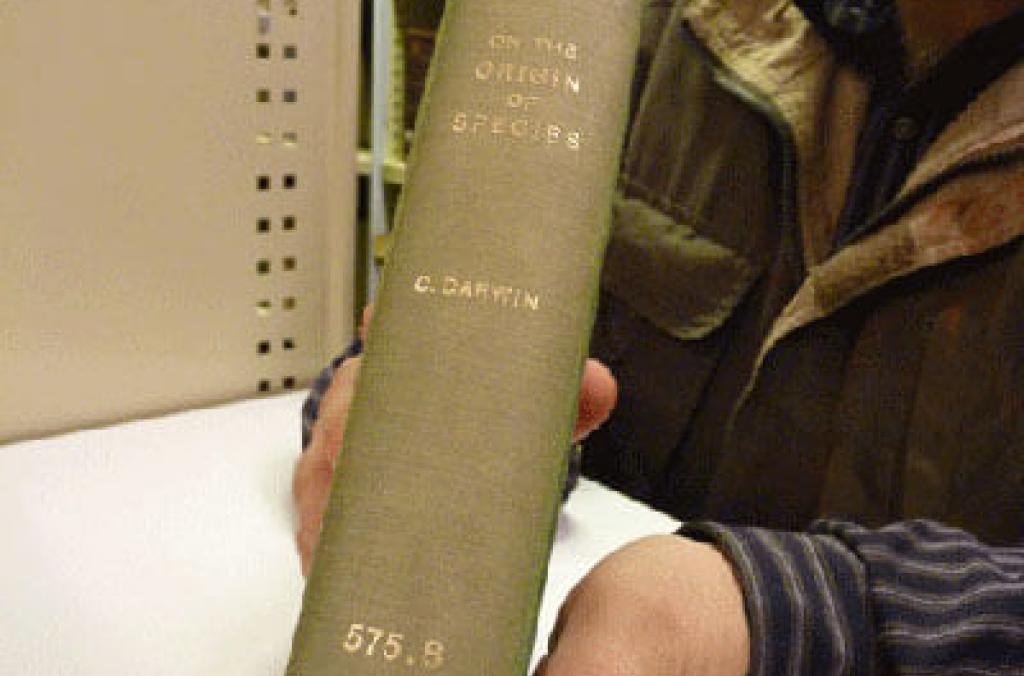 ON THE
ORIGIN
OF
SPECIES
C. DARWIN
575.8